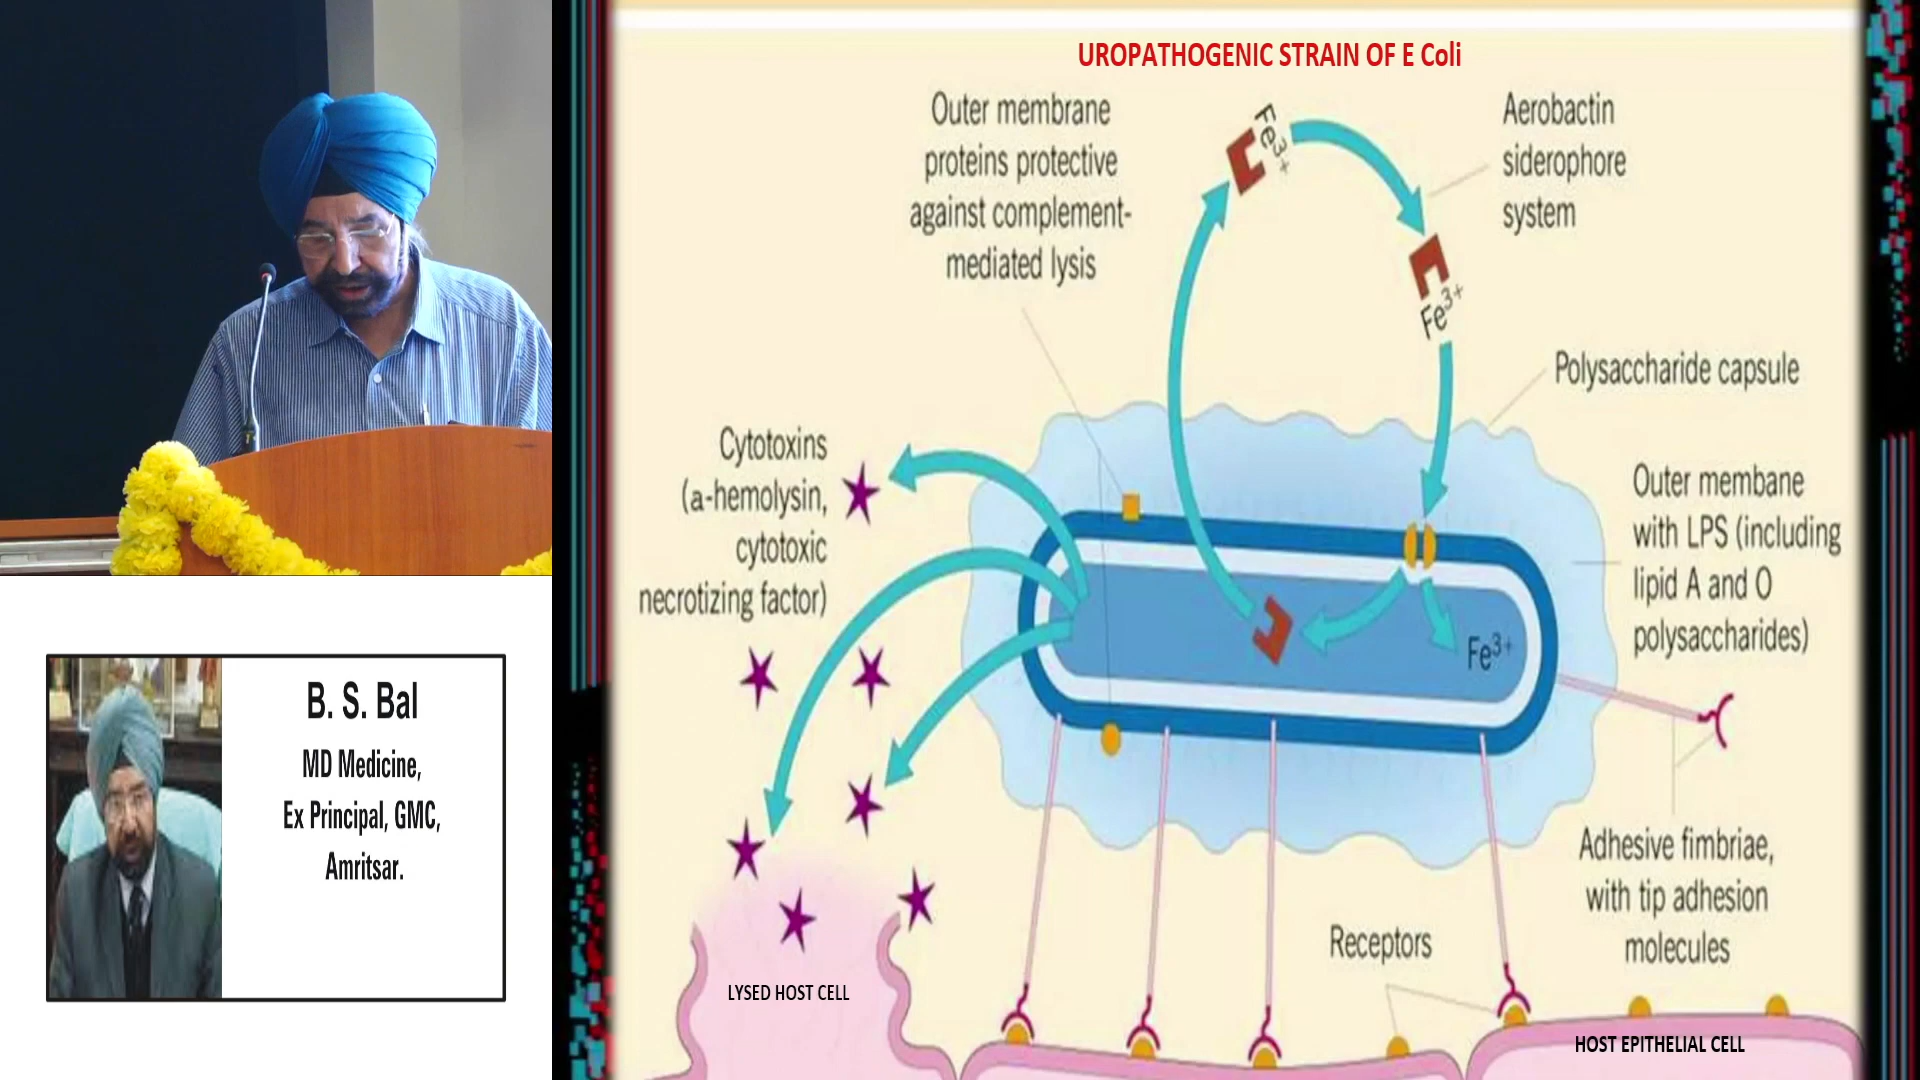 UROPATHOGENIC STRAIN OF E Coli
Outer membrane
proteins protective
against complement-
mediated lysis
Fe3+
Aerobactin
siderophore
system
Fe3+
Polysaccharide capsule
Cytotoxins
(a-hemolysin,
cytotoxic
necrotizing factor)
Outer membane
with LPS (including
lipid A and O
polysaccharides)
Fe3+
Adhesive fimbriae,
with tip adhesion
molecules
Receptors
LYSED HOST CELL
HOST EPITHELIAL CELL
B. S. Bal
MD Medicine,
Ex Principal, GMC,
Amritsar.